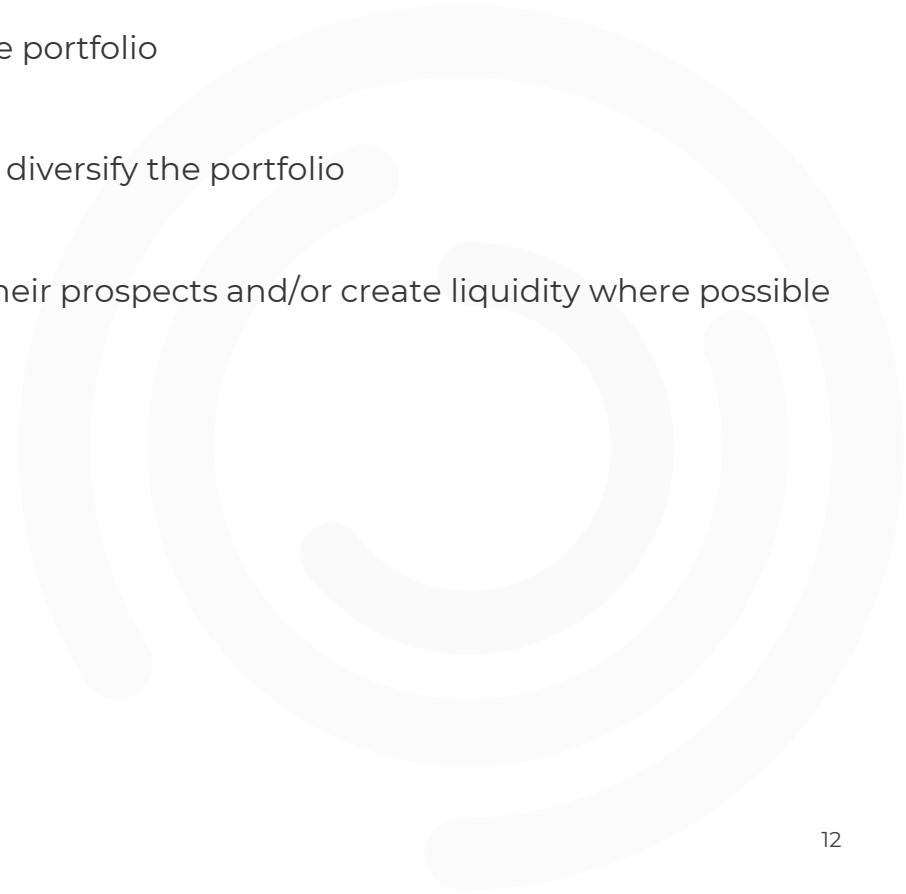 e portfolio
diversify the portfolio
heir prospects and/or create liquidity where possible
12